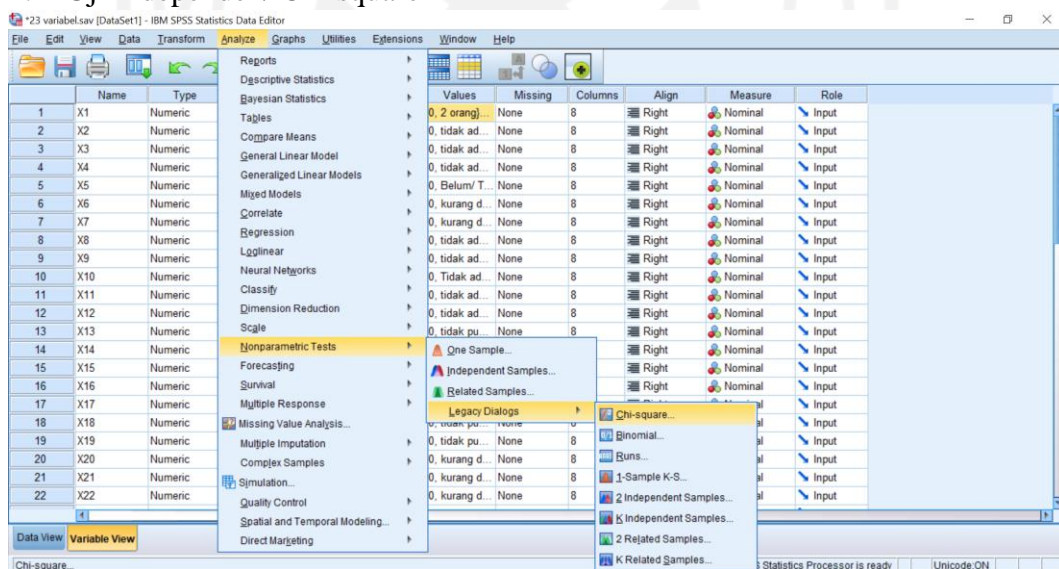 *23 variabel.sav [DataSet1] - IBM SPSS Statistics Data Editor
File Edit View Data Transform Analyze Graphs Utilities Extensions Window Help
Name Type Values Missing Columns Align Measure Role
1 X1 Numeric 0, 2 orang}... None 8 Right Nominal Input
2 X2 Numeric 0, tidak ad... None 8 Right Nominal Input
3 X3 Numeric 0, tidak ad... None 8 Right Nominal Input
4 X4 Numeric 0, tidak ad... None 8 Right Nominal Input
5 X5 Numeric 0, Belum/ T... None 8 Right Nominal Input
6 X6 Numeric 0, kurang d... None 8 Right Nominal Input
7 X7 Numeric 0, kurang d... None 8 Right Nominal Input
8 X8 Numeric 0, tidak ad... None 8 Right Nominal Input
9 X9 Numeric 0, tidak ad... None 8 Right Nominal Input
10 X10 Numeric 0, Tidak ad... None 8 Right Nominal Input
11 X11 Numeric 0, tidak ad... None 8 Right Nominal Input
12 X12 Numeric 0, tidak ad... None 8 Right Nominal Input
13 X13 Numeric 0, tidak pu... None 8 Right Nominal Input
14 X14 Numeric Right Nominal Input
15 X15 Numeric Right Nominal Input
16 X16 Numeric Right Nominal Input
17 X17 Numeric Input
18 X18 Numeric Input
19 X19 Numeric 0, tidak pu... None 8 Input
20 X20 Numeric 0, kurang d... None 8 Input
21 X21 Numeric 0, kurang d... None 8 Input
22 X22 Numeric 0, kurang d... None 8 Input
Reports
Descriptive Statistics
Bayesian Statistics
Tables
Compare Means
General Linear Model
Generalized Linear Models
Mixed Models
Correlate
Regression
Loglinear
Neural Networks
Classify
Dimension Reduction
Scale
Nonparametric Tests
Forecasting
Survival
Multiple Response
Missing Value Analysis...
Multiple Imputation
Complex Samples
Simulation...
Quality Control
Spatial and Temporal Modeling...
Direct Marketing
One Sample...
Independent Samples...
Related Samples...
Legacy Dialogs
Chi-square...
Binomial...
Runs...
1-Sample K-S...
2 Independent Samples...
K Independent Samples...
2 Related Samples...
K Related Samples...
Data View Variable View
Chi-square... Statistics Processor is ready Unicode:ON